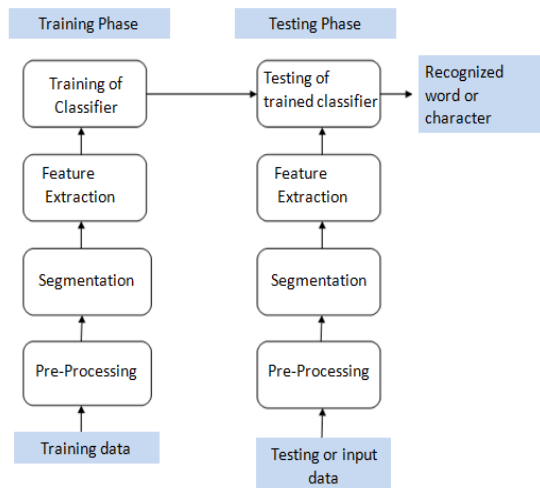 Training Phase
Testing Phase
Training of
Classifier
Testing of
trained classifier
Recognized
word or
character
Feature
Extraction
Feature
Extraction
Segmentation
Segmentation
Pre-Processing
Pre-Processing
Training data
Testing or input
data